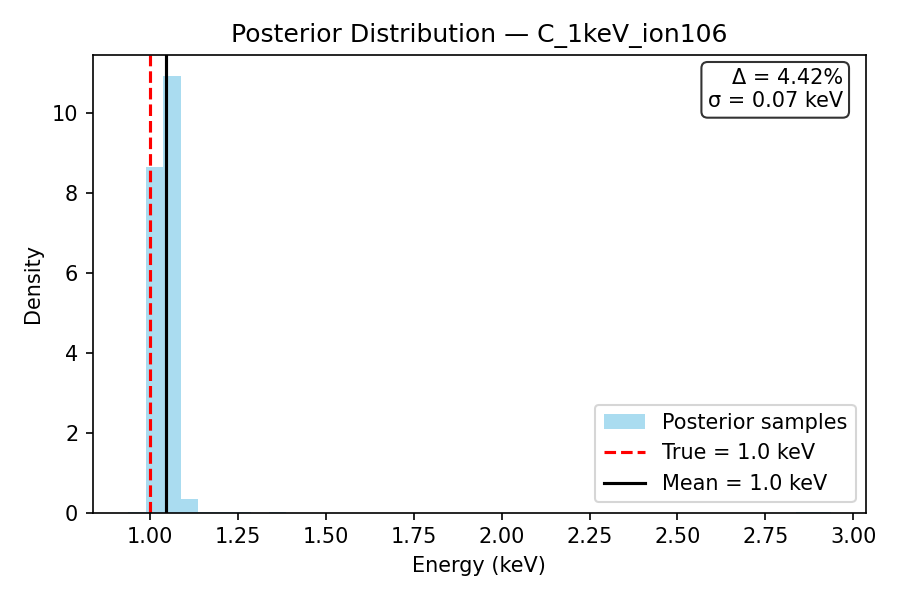 Posterior Distribution — C_1keV_ion106
Δ = 4.42%
σ = 0.07 keV
Density
10
8
6
4
2
0
Posterior samples
True = 1.0 keV
Mean = 1.0 keV
1.00 1.25 1.50 1.75 2.00 2.25 2.50 2.75 3.00
Energy (keV)